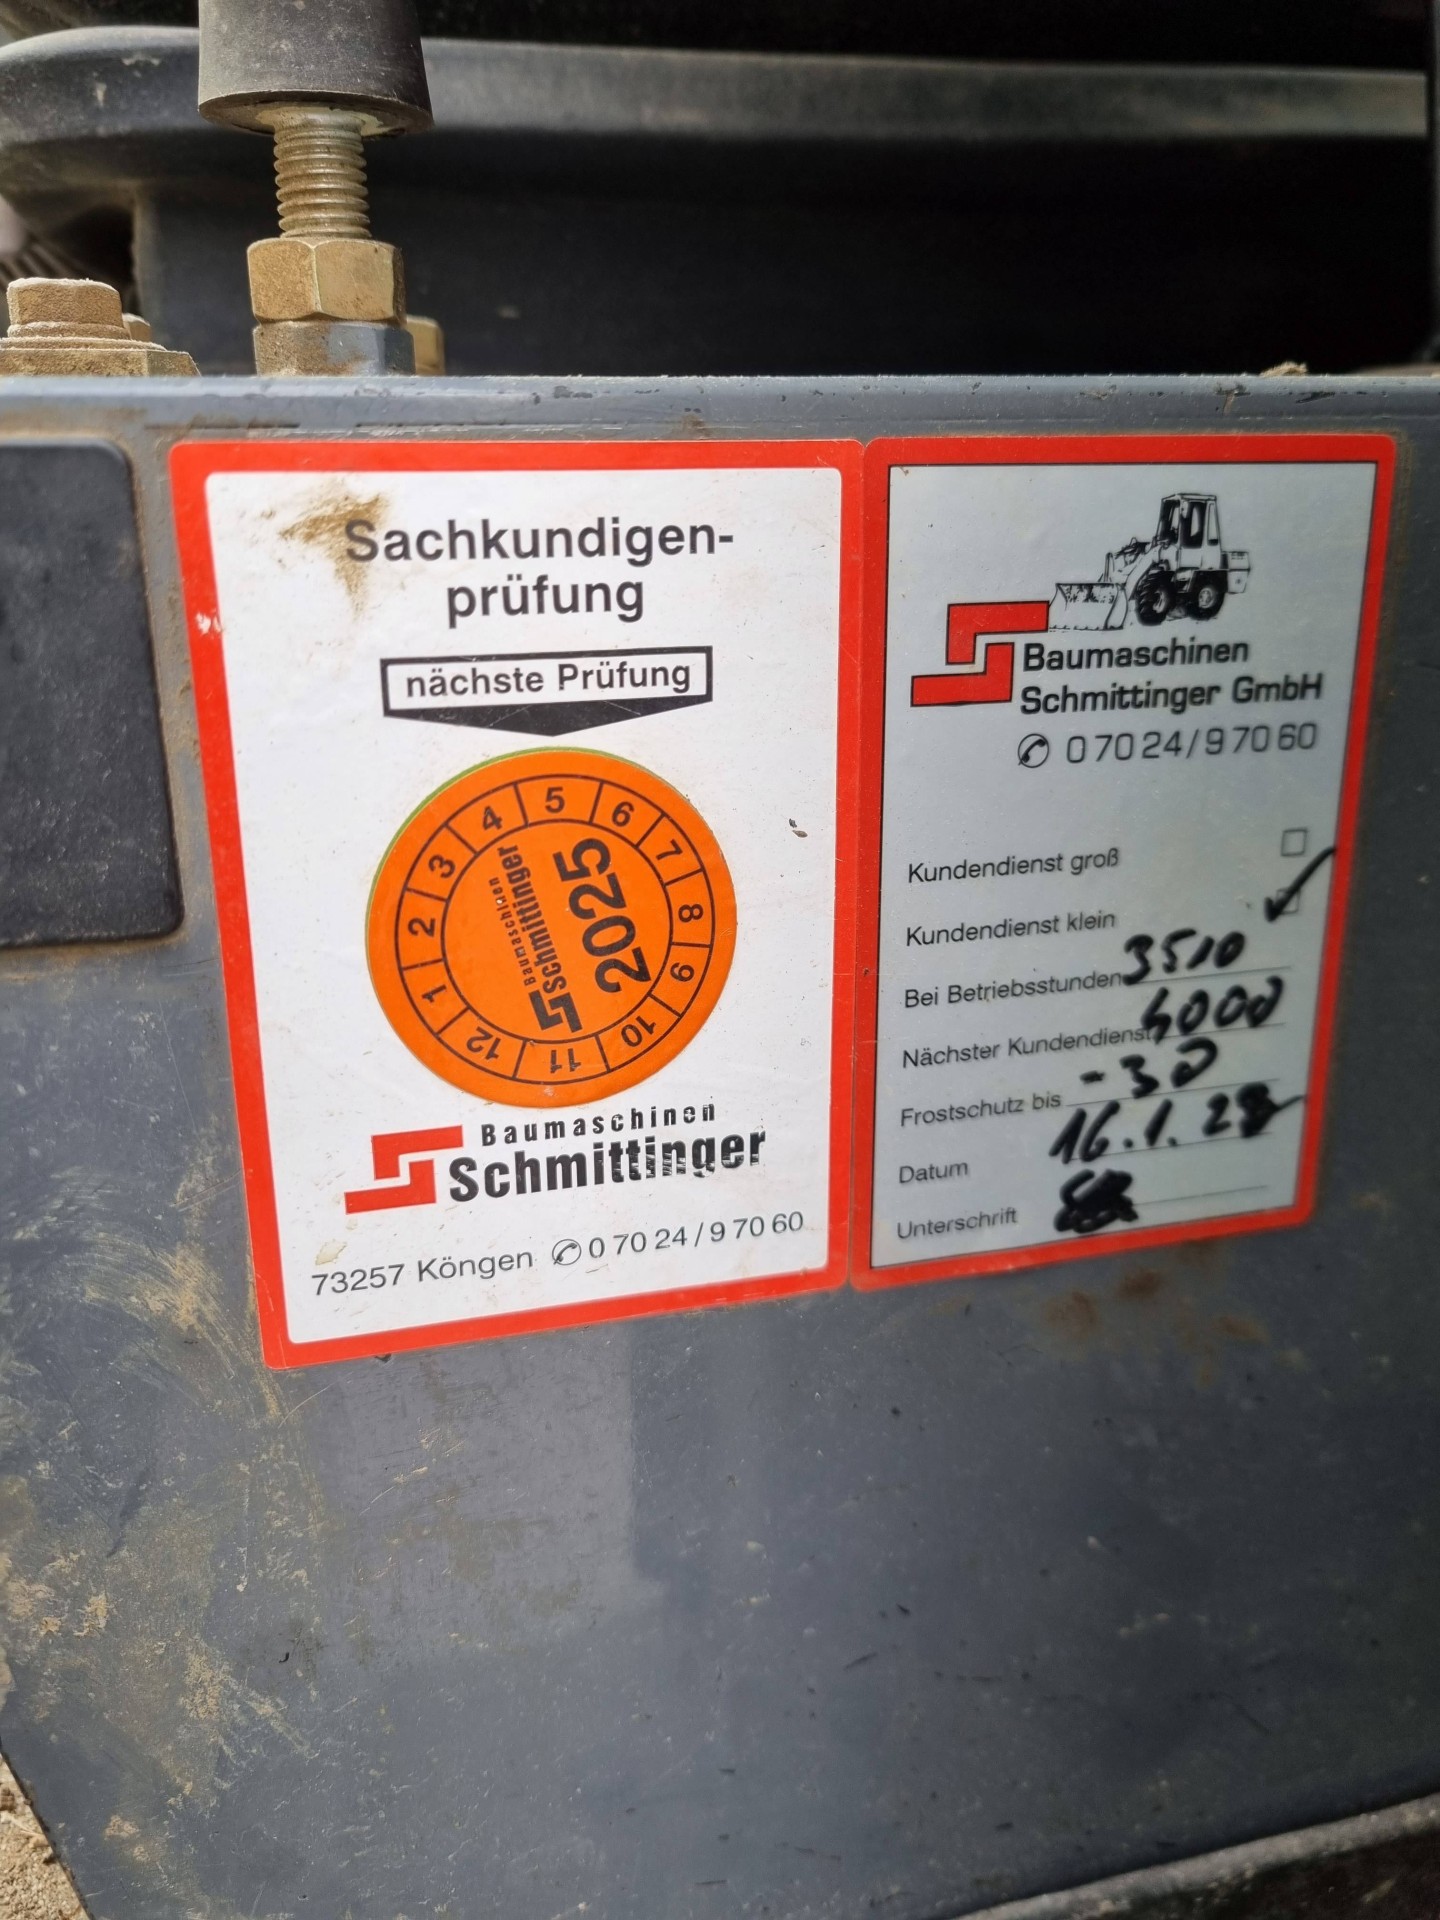 Sachkundigen-
prüfung
nächste Prüfung
1 2 3 4 5 6 7 8 9 10 11 12
Baumaschinen
Schmittinger
2025
Baumaschinen
Schmittinger
73257 Köngen 0 70 24 / 9 70 60
Baumaschinen
Schmittinger GmbH
0 70 24 / 9 70 60
Kundendienst groß
Kundendienst klein
Bei Betriebsstunden 3510
Nächster Kundendienst 4000
Frostschutz bis -30
Datum 16.1.
Unterschrift